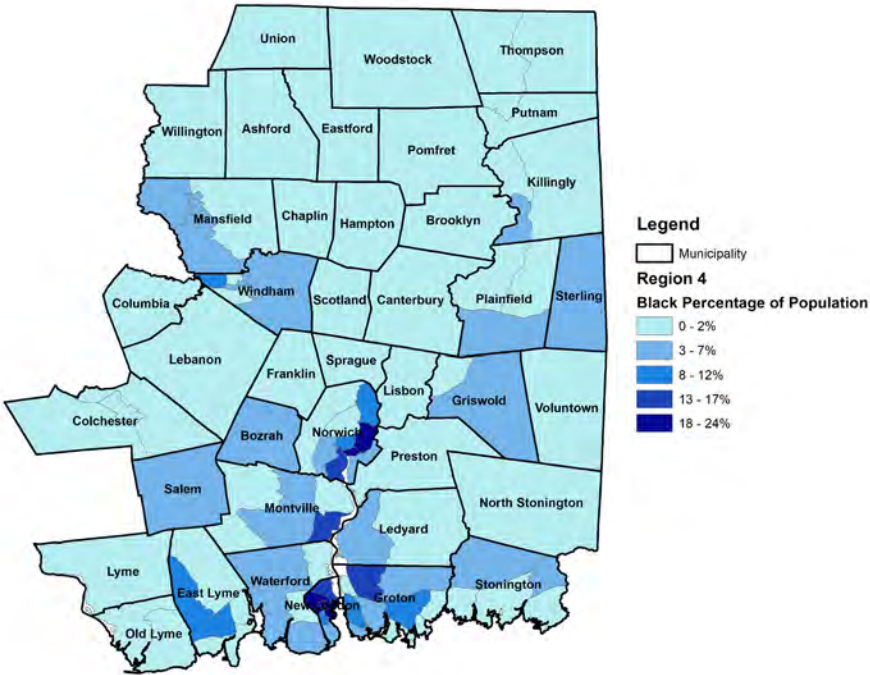 Union
Woodstock
Thompson
Putnam
Willington
Ashford
Eastford
Pomfret
Killingly
Mansfield
Chaplin
Hampton
Brooklyn
Legend
Municipality
Region 4
Black Percentage of Population
0 - 2%
3 - 7%
8 - 12%
13 - 17%
18 - 24%
Columbia
Windham
Scotland
Canterbury
Plainfield
Sterling
Lebanon
Franklin
Sprague
Lisbon
Griswold
Voluntown
Colchester
Bozrah
Norwich
Preston
Salem
Montville
Ledyard
North Stonington
Lyme
East Lyme
Waterford
New London
Groton
Stonington
Old Lyme